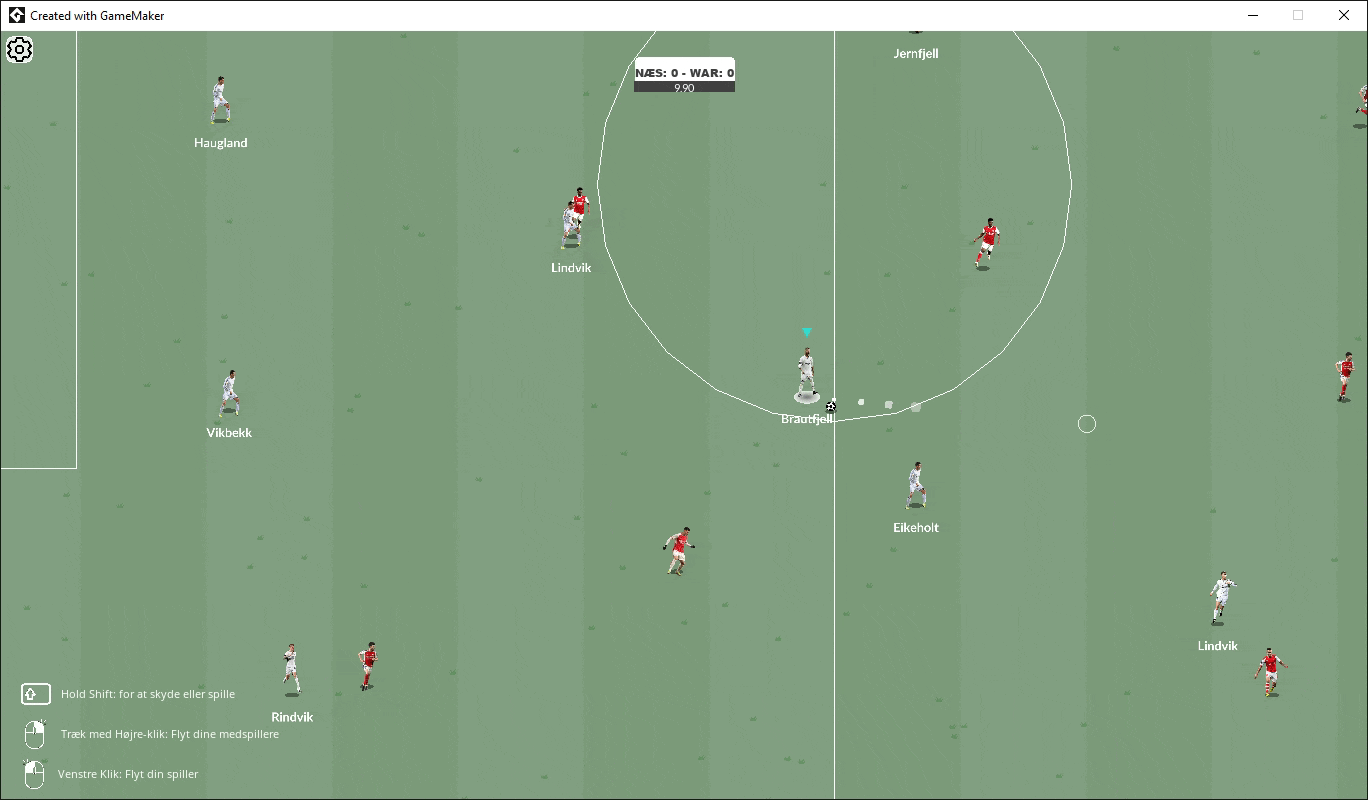 Created with GameMaker
Jernfjell
NÆS: 0 - WAR: 0
9.90
Haugland
Lindvik
Brautfjell
Vikbekk
Eikeholt
Lindvik
Hold Shift: for at skyde eller spille
Rindvik
Træk med Højre-klik: Flyt dine medspillere
Venstre Klik: Flyt din spiller